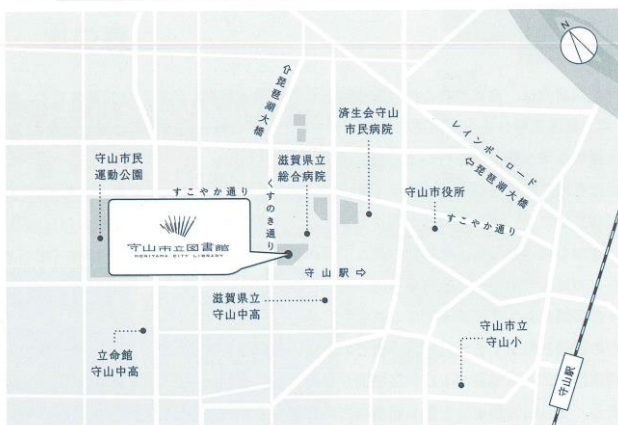 N
⇧琵琶湖大橋
済生会守山
市民病院
レインボーロード
⇦琵琶湖大橋
守山市民
運動公園
すこやか通り
くすのき通り
滋賀県立
総合病院
守山市役所
すこやか通り
守山市立図書館
MORIYAMA CITY LIBRARY
守山駅⇨
滋賀県立
守山中高
立命館
守山中高
守山市立
守山小
守山駅